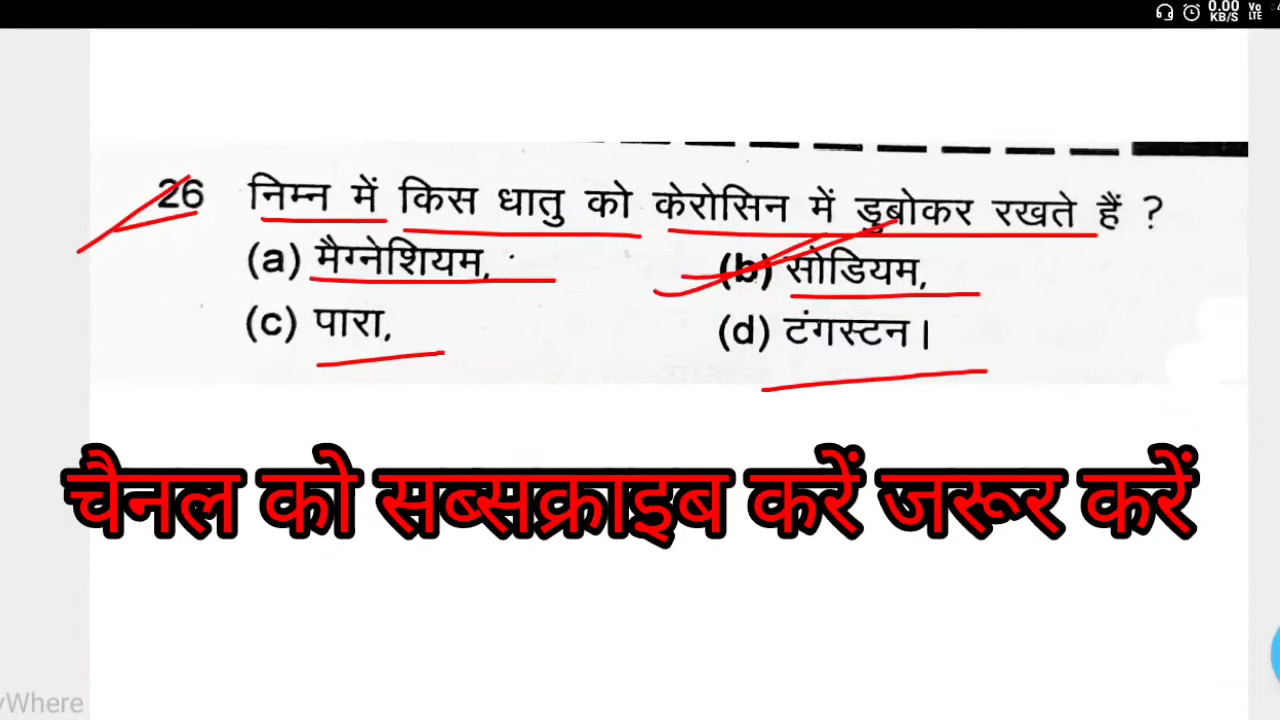 0.00 Vo
KB/S LTE
26 निम्न में किस धातु को केरोसिन में डुबोकर रखते हैं ?
(a) मैग्नेशियम, (b) सोडियम,
(c) पारा, (d) टंगस्टन।
चैनल को सब्सक्राइब करें जरूर करें
yWhere